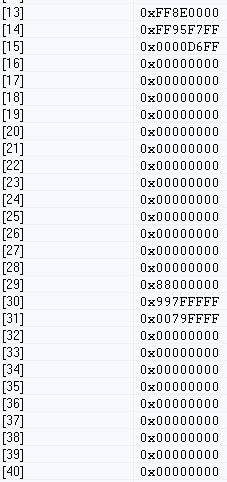 [13] 0xFF8E0000
[14] 0xFF95F7FF
[15] 0x0000D6FF
[16] 0x00000000
[17] 0x00000000
[18] 0x00000000
[19] 0x00000000
[20] 0x00000000
[21] 0x00000000
[22] 0x00000000
[23] 0x00000000
[24] 0x00000000
[25] 0x00000000
[26] 0x00000000
[27] 0x00000000
[28] 0x00000000
[29] 0x88000000
[30] 0x997FFFFF
[31] 0x0079FFFF
[32] 0x00000000
[33] 0x00000000
[34] 0x00000000
[35] 0x00000000
[36] 0x00000000
[37] 0x00000000
[38] 0x00000000
[39] 0x00000000
[40] 0x00000000